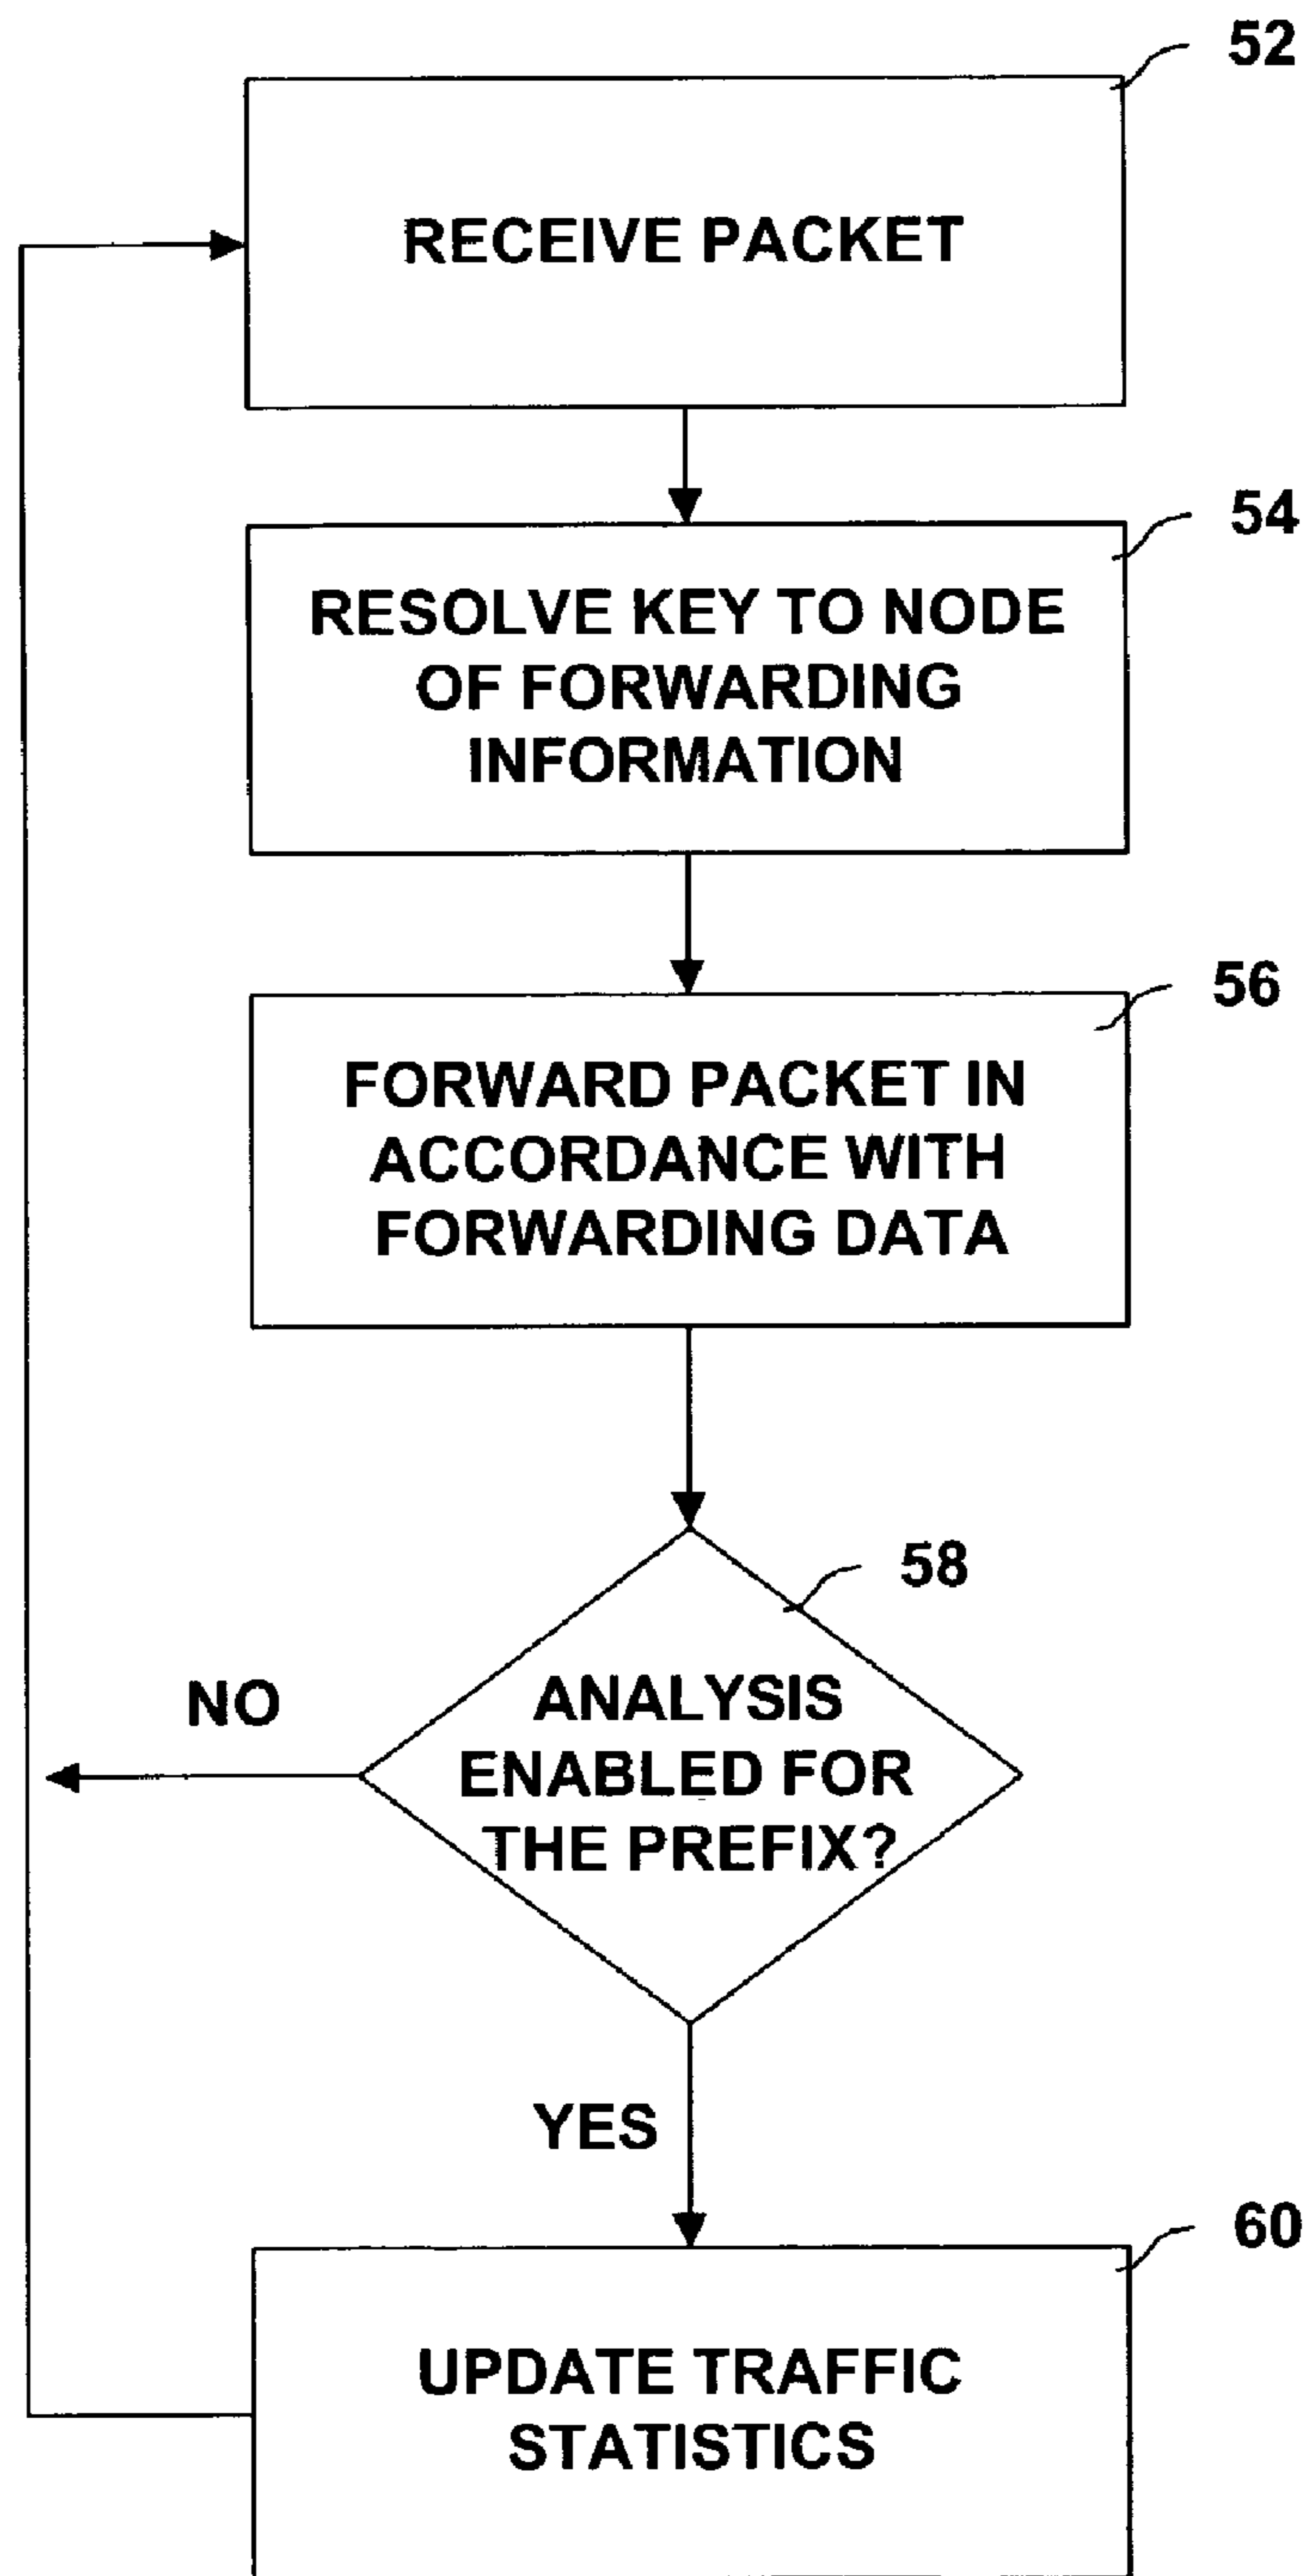 52
RECEIVE PACKET
54
RESOLVE KEY TO NODE
OF FORWARDING
INFORMATION
56
FORWARD PACKET IN
ACCORDANCE WITH
FORWARDING DATA
58
NO
ANALYSIS
ENABLED FOR
THE PREFIX?
YES
60
UPDATE TRAFFIC
STATISTICS